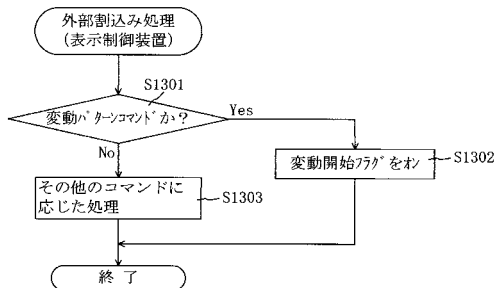 外部割込み処理
(表示制御装置)
S1301
変動パターンコマンドか？
Yes
No
変動開始フラグをオン
S1302
その他のコマンドに
応じた処理
S1303
終了